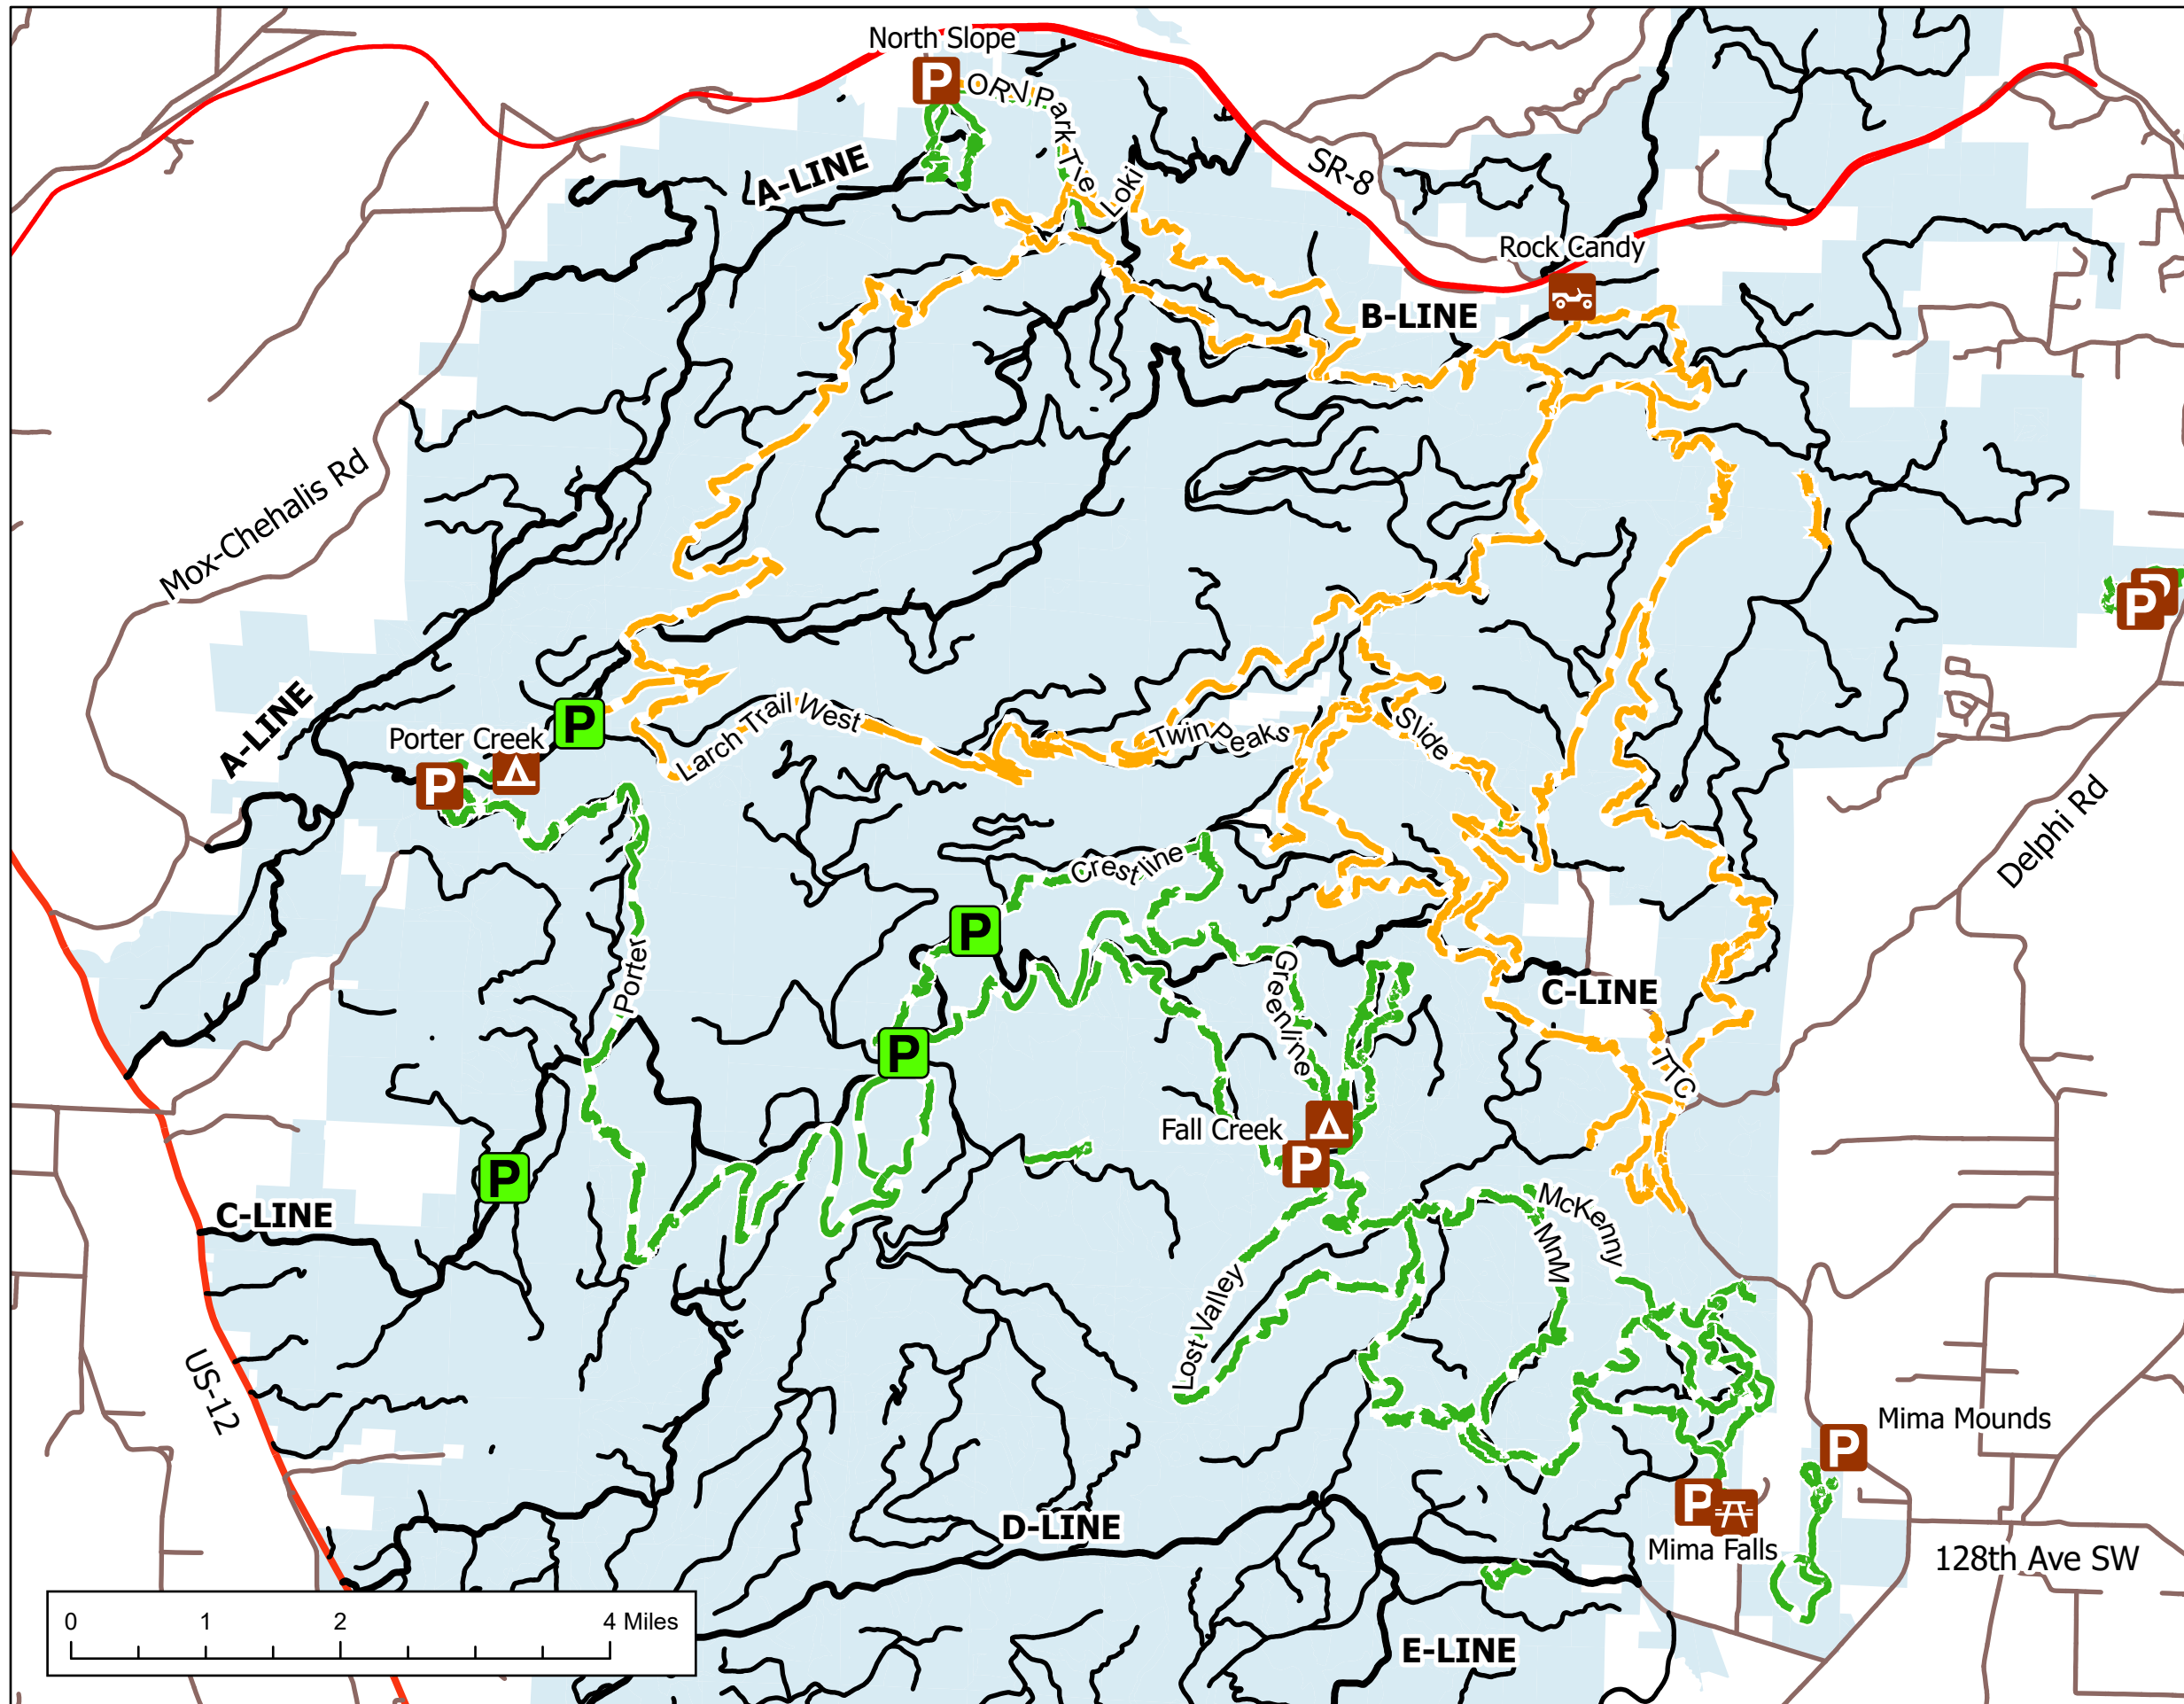 North Slope
P
ORV Park Tie
Loki
A-LINE
SR-8
Rock Candy
B-LINE
Mox-Chehalis Rd
P
P
A-LINE
P
Porter Creek
P
Larch Trail West
Twin Peaks
Slide
Delphi Rd
Crestline
P
Porter
Greenline
C-LINE
P
TTC
Fall Creek
P
P
C-LINE
McKenny
MnM
Lost Valley
US-12
Mima Mounds
P
P
D-LINE
Mima Falls
128th Ave SW
0 1 2 4 Miles
E-LINE